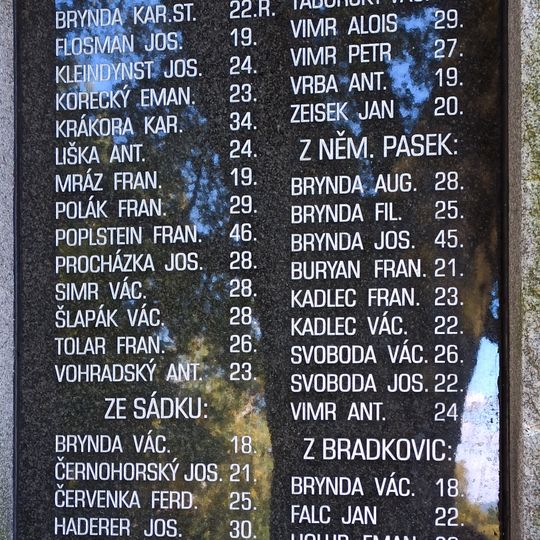 BRYNDA KAR.ST. 22.R.
FLOSMAN JOS. 19.
KLEINDYNST JOS. 24.
KORECKÝ EMAN. 23.
KRÁKORA KAR. 34.
LIŠKA ANT. 24.
MRÁZ FRAN. 19.
POLÁK FRAN. 29.
POPLSTEIN FRAN. 46.
PROCHÁZKA JOS. 28.
SIMR VÁC. 28.
ŠLAPÁK VÁC. 28.
TOLAR FRAN. 26.
VOHRADSKÝ ANT. 23.
ZE SÁDKU:
BRYNDA VÁC. 18.
ČERNOHORSKÝ JOS. 21.
ČERVENKA FERD. 25.
HADERER JOS. 30.
VIMR ALOIS 29.
VIMR PETR 27.
VRBA ANT. 19.
ZEISEK JAN 20.
Z NĚM. PASEK:
BRYNDA AUG. 28.
BRYNDA FIL. 25.
BRYNDA JOS. 45.
BURYAN FRAN. 21.
KADLEC FRAN. 23.
KADLEC VÁC. 22.
SVOBODA VÁC. 26.
SVOBODA JOS. 22.
VIMR ANT. 24
Z BRADKOVIC:
BRYNDA VÁC. 18.
FALC JAN 22.